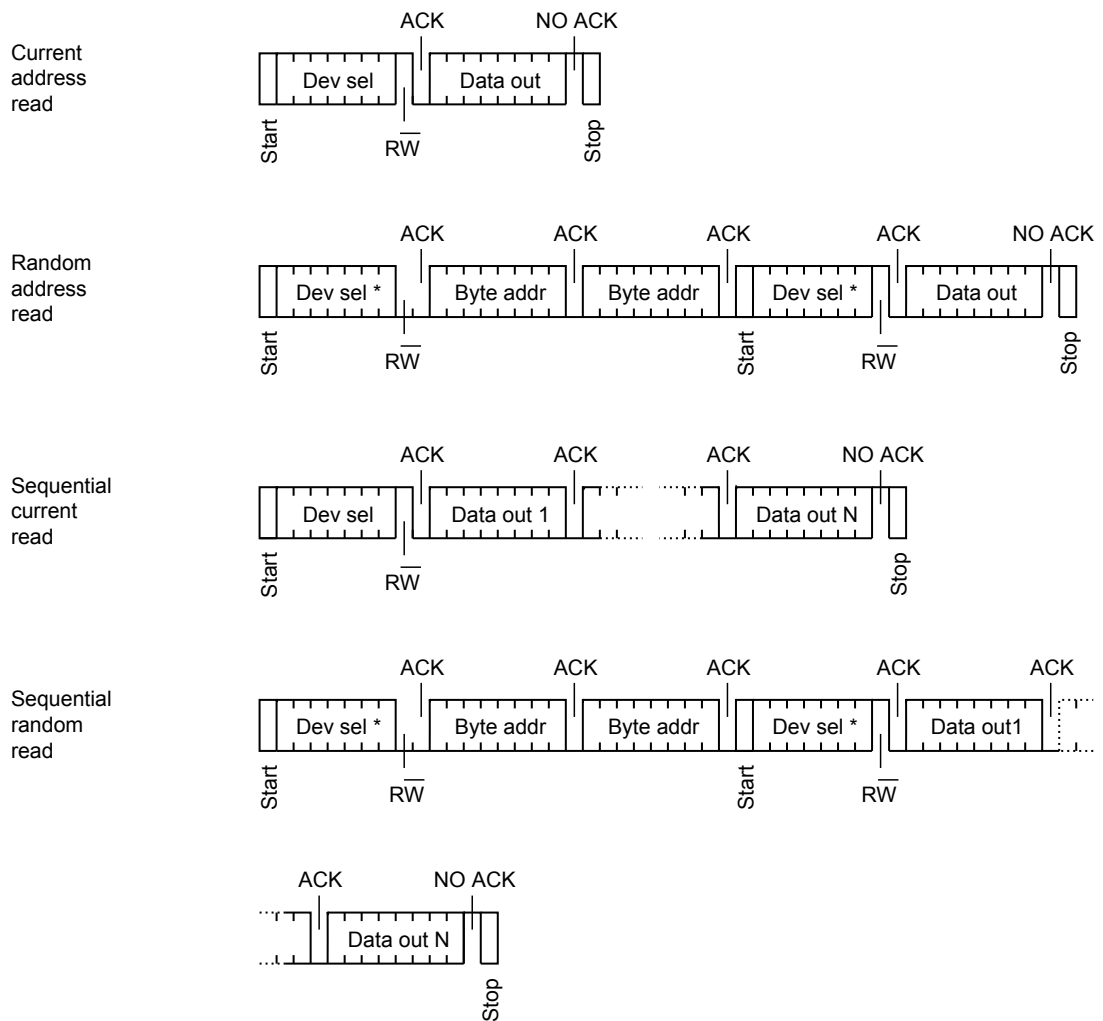 Current
address
read
ACK NO ACK
Dev sel Data out
Start RW̅ Stop
Random
address
read
ACK ACK ACK ACK NO ACK
Dev sel * Byte addr Byte addr Dev sel * Data out
Start RW̅ Start RW̅ Stop
Sequential
current
read
ACK ACK ACK NO ACK
Dev sel Data out 1 Data out N
Start RW̅ Stop
Sequential
random
read
ACK ACK ACK ACK ACK
Dev sel * Byte addr Byte addr Dev sel * Data out1
Start RW̅ Start RW̅
ACK NO ACK
Data out N
Stop